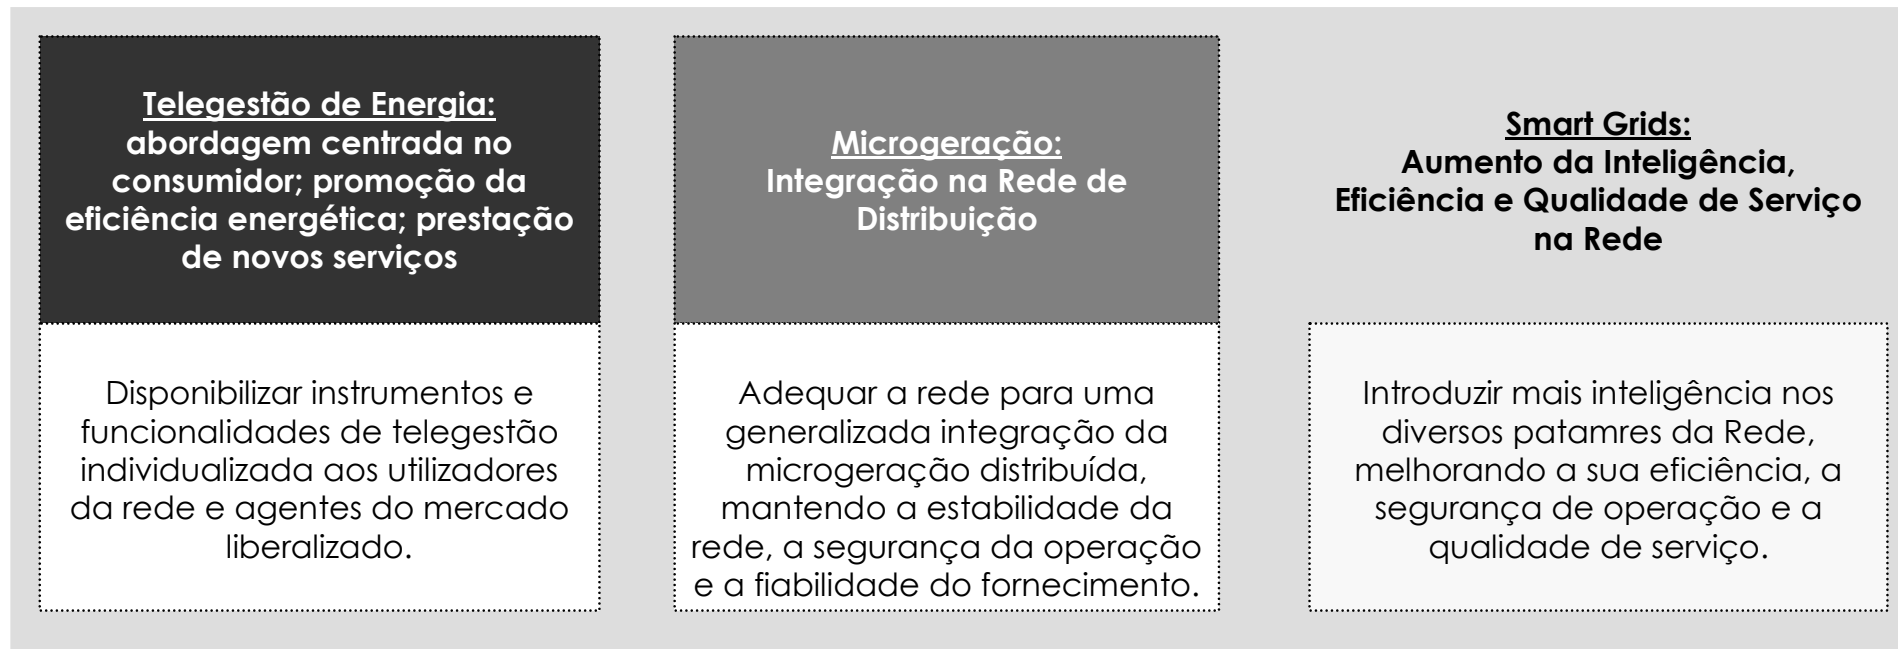 Telegestão de Energia:
abordagem centrada no
consumidor; promoção da
eficiência energética; prestação
de novos serviços
Disponibilizar instrumentos e
funcionalidades de telegestão
individualizada aos utilizadores
da rede e agentes do mercado
liberalizado.
Microgeração:
Integração na Rede de
Distribuição
Adequar a rede para uma
generalizada integração da
microgeração distribuída,
mantendo a estabilidade da
rede, a segurança da operação
e a fiabilidade do fornecimento.
Smart Grids:
Aumento da Inteligência,
Eficiência e Qualidade de Serviço
na Rede
Introduzir mais inteligência nos
diversos patamres da Rede,
melhorando a sua eficiência, a
segurança de operação e a
qualidade de serviço.